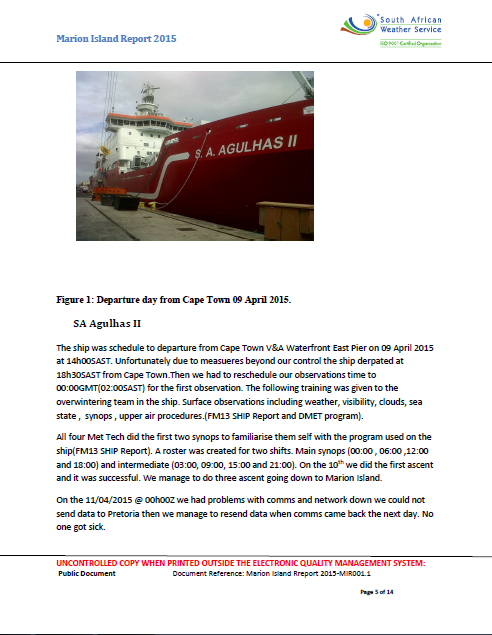 Marion Island Report 2015
South African
Weather Service
ISO 9001 Certified Organisation
S. A. AGULHAS II
Figure 1: Departure day from Cape Town 09 April 2015.
SA Agulhas II
The ship was schedule to departure from Cape Town V&A Waterfront East Pier on 09 April 2015
at 14h00SAST. Unfortunately due to measueres beyond our control the ship derpated at
18h30SAST from Cape Town.Then we had to reschedule our observations time to
00:00GMT(02:00SAST) for the first observation. The following training was given to the
overwintering team in the ship. Surface observations including weather, visibility, clouds, sea
state , synops , upper air procedures.(FM13 SHIP Report and DMET program).
All four Met Tech did the first two synops to familiarise them self with the program used on the
ship(FM13 SHIP Report). A roster was created for two shifts. Main synops (00:00 , 06:00 ,12:00
and 18:00) and intermediate (03:00, 09:00, 15:00 and 21:00). On the 10th we did the first ascent
and it was successful. We manage to do three ascent going down to Marion Island.
On the 11/04/2015 @ 00h00Z we had problems with comms and network down we could not
send data to Pretoria then we manage to resend data when comms came back the next day. No
one got sick.
UNCONTROLLED COPY WHEN PRINTED OUTSIDE THE ELECTRONIC QUALITY MANAGEMENT SYSTEM:
Public Document Document Reference: Marion Island Rreport 2015-MIR001.1
Page 5 of 14